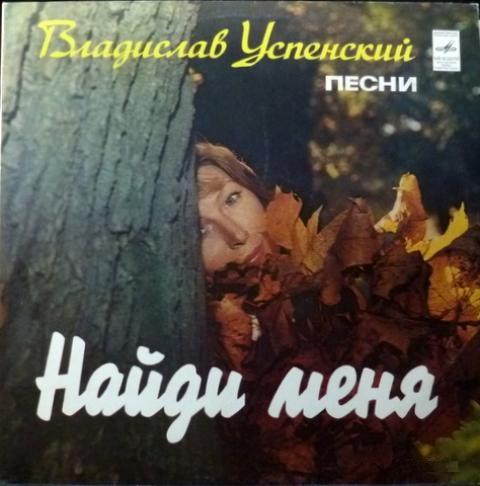 Владислав Успенский
ПЕСНИ
Найди меня